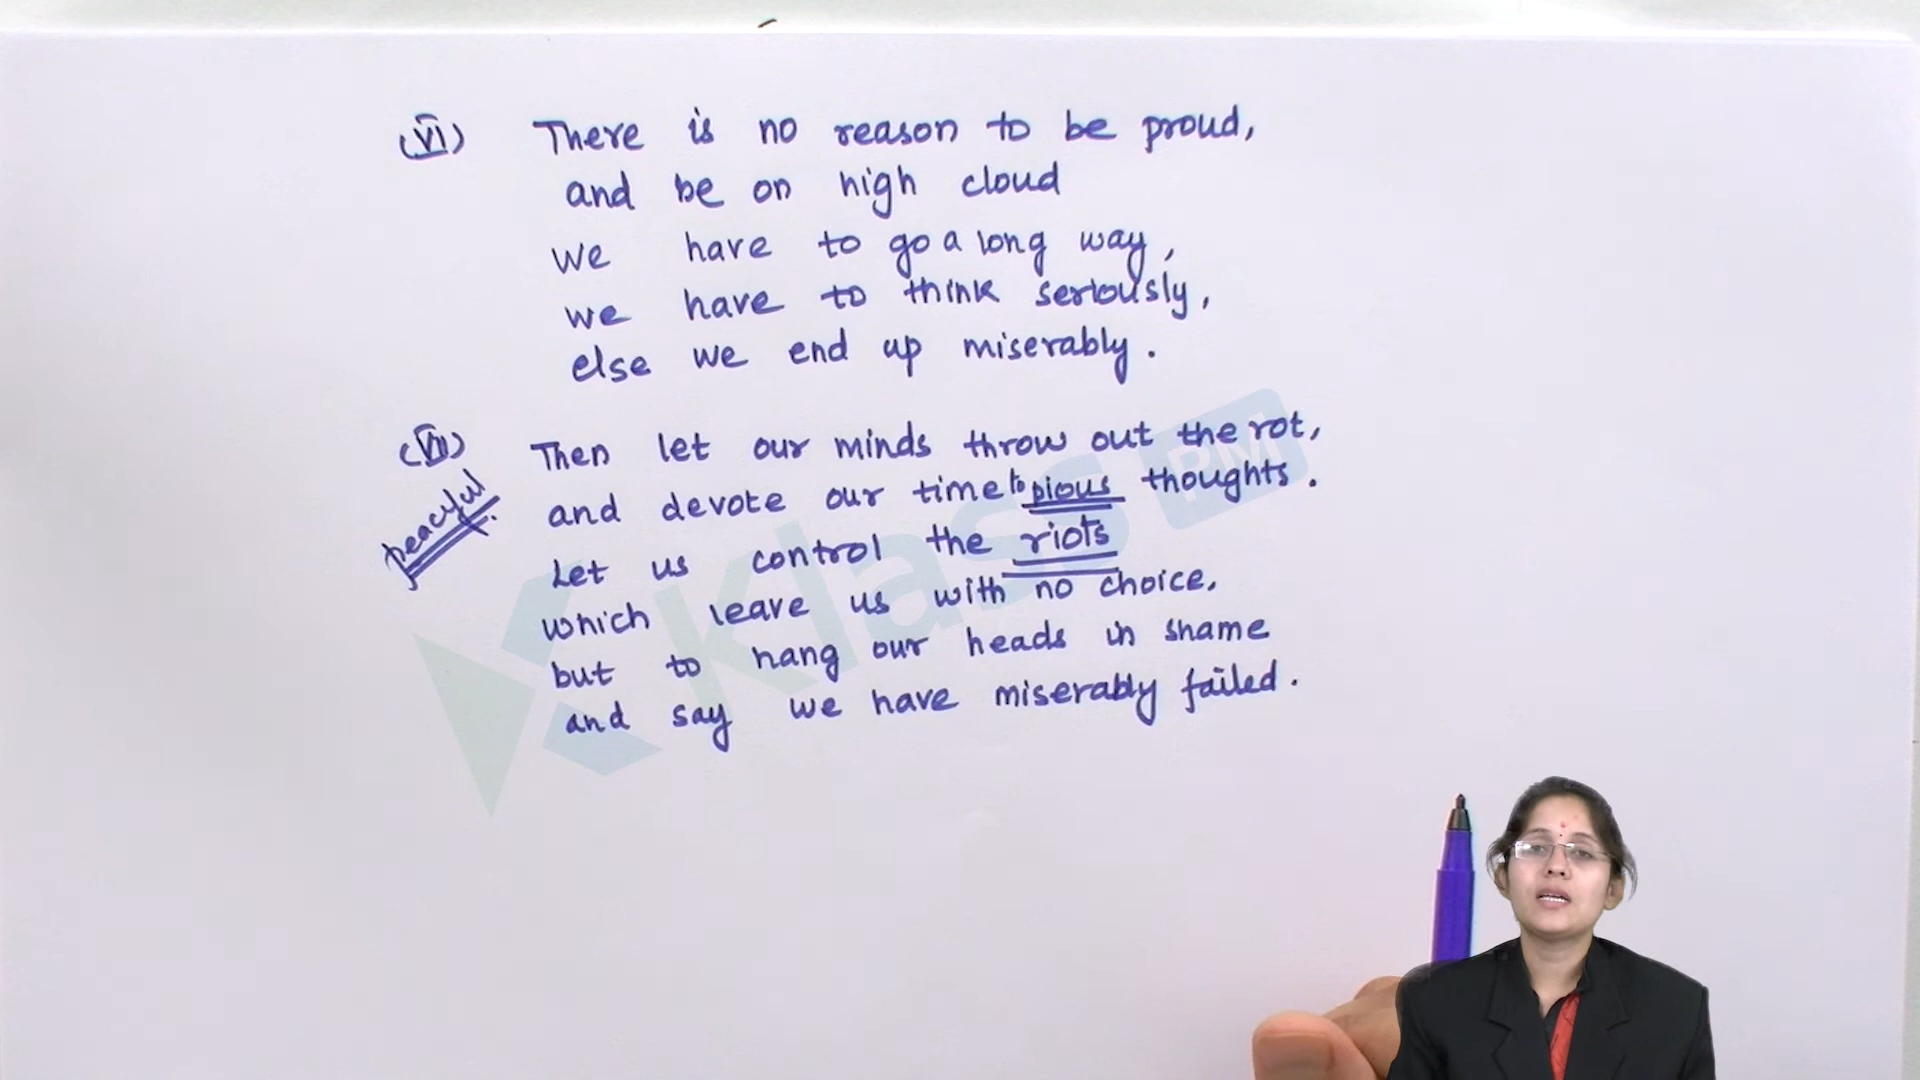 (VI) There is no reason to be proud,
and be on high cloud
we have to go a long way,
we have to think seriously,
else we end up miserably.
(VII) Then let our minds throw out the rot,
peaceful
and devote our time to pious thoughts.
Let us control the riots
which leave us with no choice,
but to hang our heads in shame
and say we have miserably failed.
Klass PM